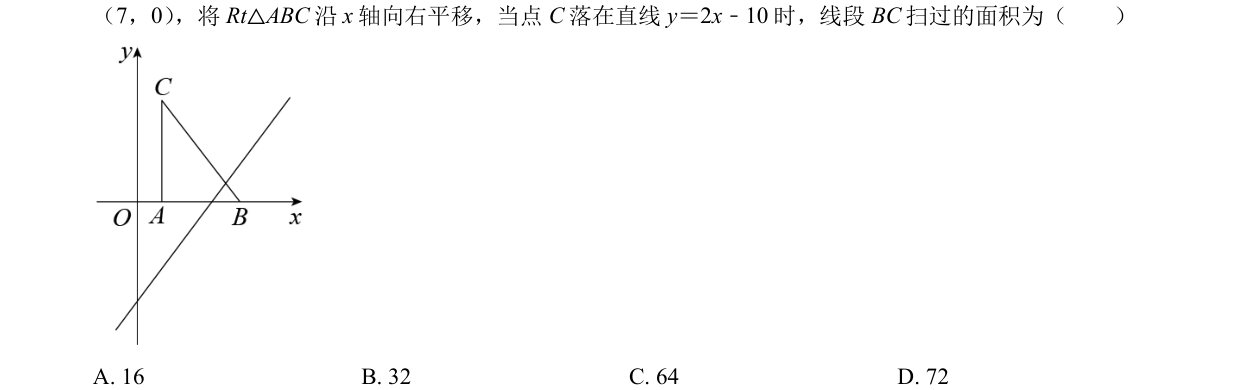 （7，0），将 Rt△ABC 沿 x 轴向右平移，当点 C 落在直线 y＝2x﹣10 时，线段 BC 扫过的面积为（　　）
y
C
O A B x
A. 16 B. 32 C. 64 D. 72